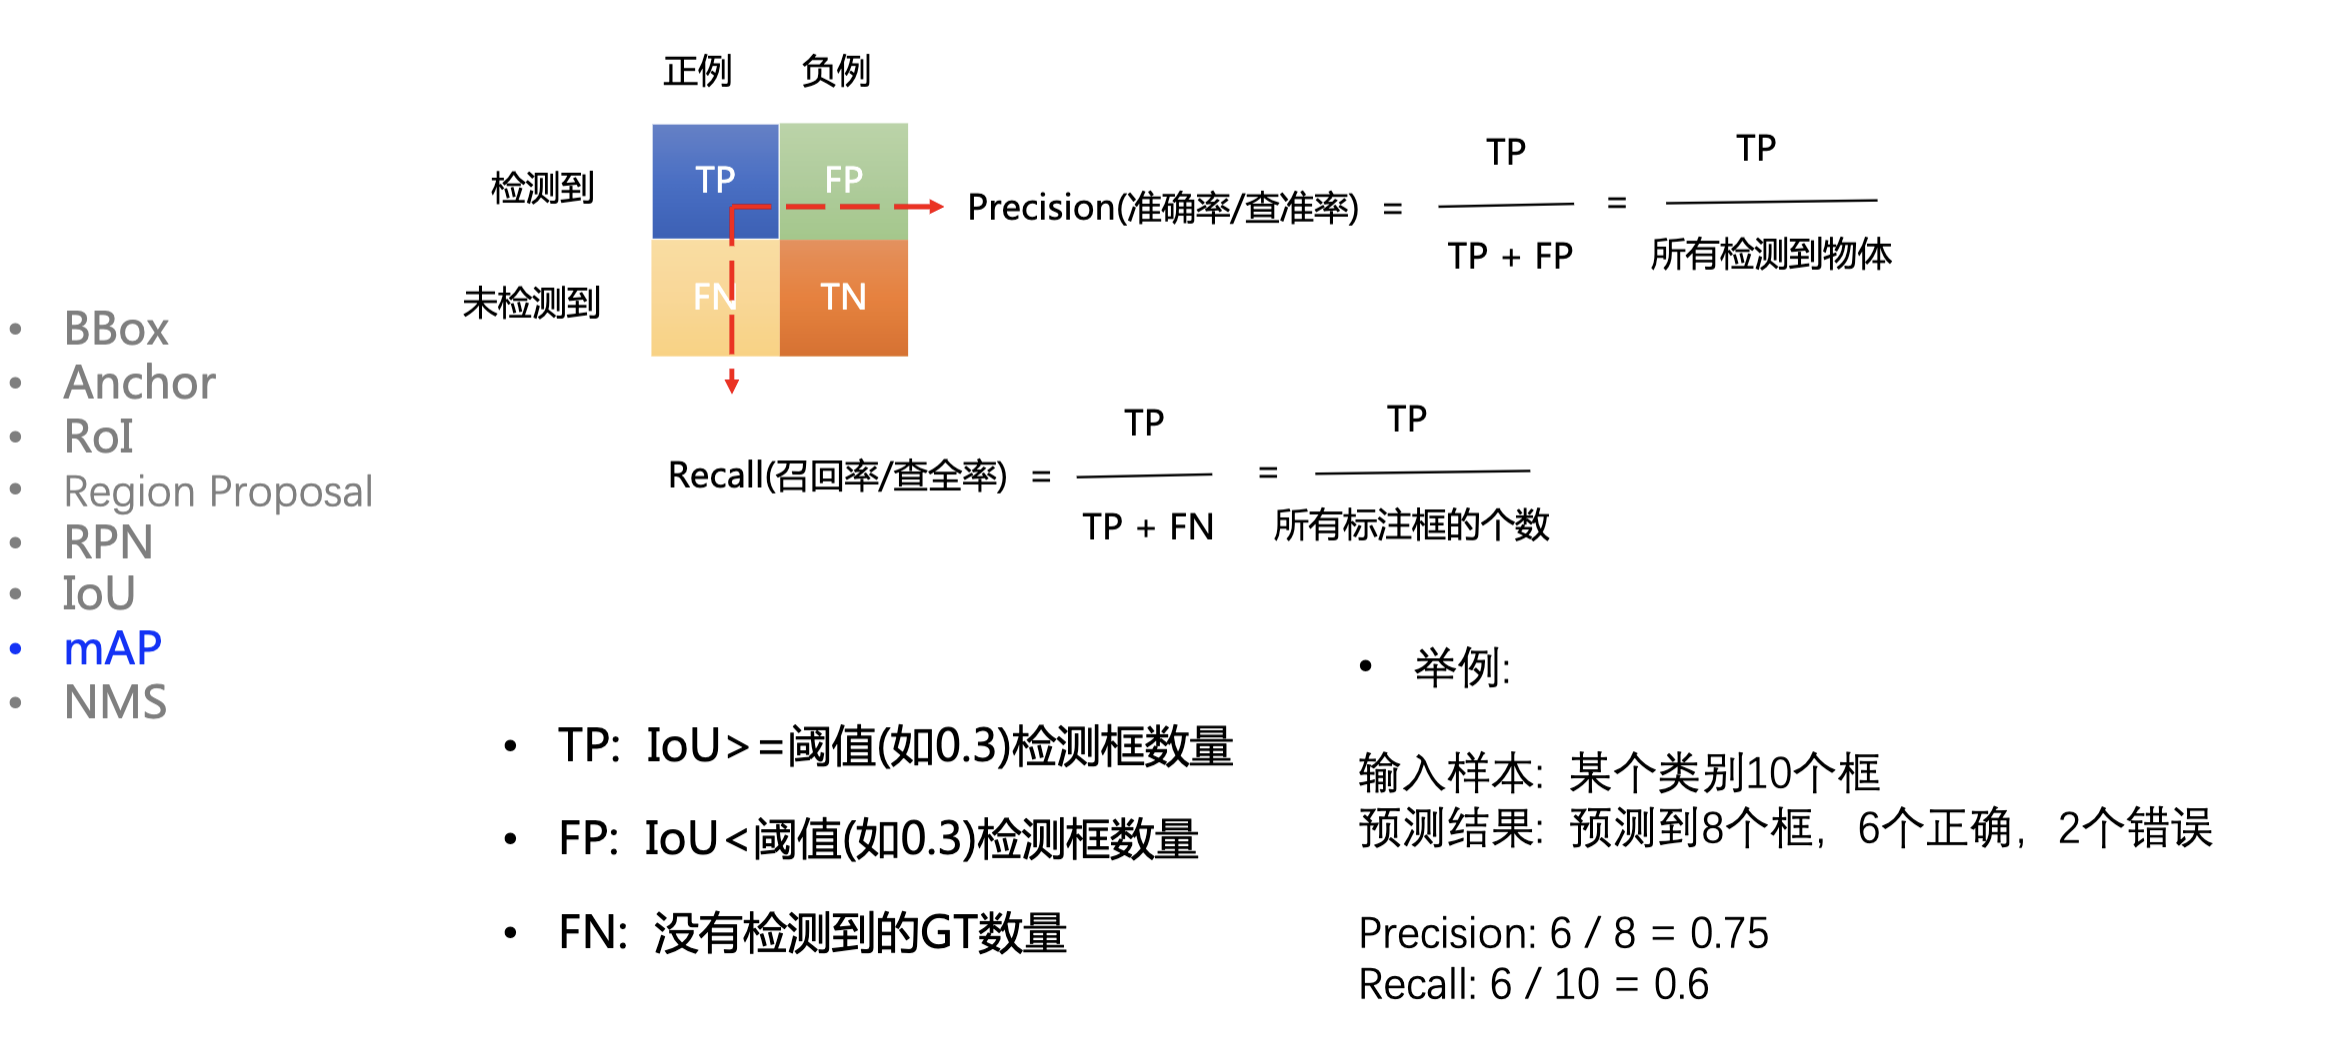 正例 负例
检测到 TP FP
未检测到 FN TN
Precision(准确率/查准率) = TP / TP + FP = TP / 所有检测到物体
Recall(召回率/查全率) = TP / TP + FN = TP / 所有标注框的个数
• BBox
• Anchor
• RoI
• Region Proposal
• RPN
• IoU
• mAP
• NMS
• TP: IoU>=阈值(如0.3)检测框数量
• FP: IoU<阈值(如0.3)检测框数量
• FN: 没有检测到的GT数量
• 举例:
输入样本: 某个类别10个框
预测结果: 预测到8个框, 6个正确, 2个错误
Precision: 6 / 8 = 0.75
Recall: 6 / 10 = 0.6